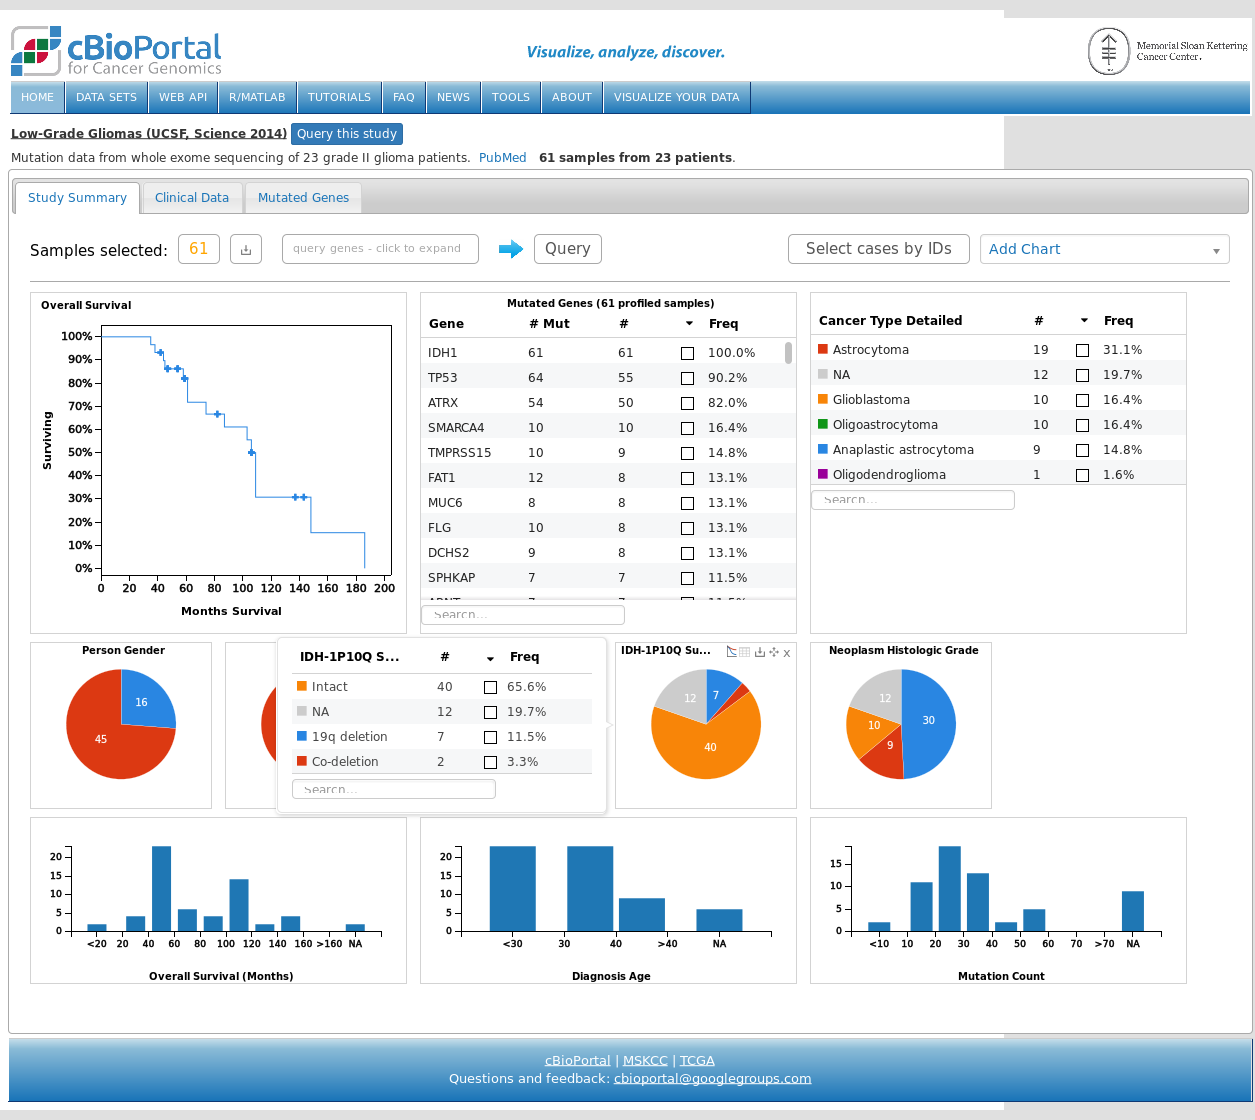 cBioPortal
for Cancer Genomics
Visualize, analyze, discover.
Memorial Sloan Kettering
Cancer Center.
HOME DATA SETS WEB API R/MATLAB TUTORIALS FAQ NEWS TOOLS ABOUT VISUALIZE YOUR DATA
Low-Grade Gliomas (UCSF, Science 2014) Query this study
Mutation data from whole exome sequencing of 23 grade II glioma patients. PubMed 61 samples from 23 patients.
Study Summary Clinical Data Mutated Genes
Samples selected: 61 query genes - click to expand Query Select cases by IDs Add Chart
Overall Survival
100%
90%
80%
70%
60%
50%
40%
30%
20%
10%
0%
Surviving
0 20 40 60 80 100 120 140 160 180 200
Months Survival
Mutated Genes (61 profiled samples)
Gene # Mut # Freq
IDH1 61 61 100.0%
TP53 64 55 90.2%
ATRX 54 50 82.0%
SMARCA4 10 10 16.4%
TMPRSS15 10 9 14.8%
FAT1 12 8 13.1%
MUC6 8 8 13.1%
FLG 10 8 13.1%
DCHS2 9 8 13.1%
SPHKAP 7 7 11.5%
Search...
Cancer Type Detailed # Freq
Astrocytoma 19 31.1%
NA 12 19.7%
Glioblastoma 10 16.4%
Oligoastrocytoma 10 16.4%
Anaplastic astrocytoma 9 14.8%
Oligodendroglioma 1 1.6%
Search...
Person Gender
16
45
IDH-1P10Q S... # Freq
Intact 40 65.6%
NA 12 19.7%
19q deletion 7 11.5%
Co-deletion 2 3.3%
Search...
IDH-1P10Q Su... x
12 7
40
Neoplasm Histologic Grade
12
10 30
9
20
15
10
5
0
<20 20 40 60 80 100 120 140 160 >160 NA
Overall Survival (Months)
20
15
10
5
0
<30 30 40 >40 NA
Diagnosis Age
15
10
5
0
<10 10 20 30 40 50 60 70 >70 NA
Mutation Count
cBioPortal | MSKCC | TCGA
Questions and feedback: cbioportal@googlegroups.com